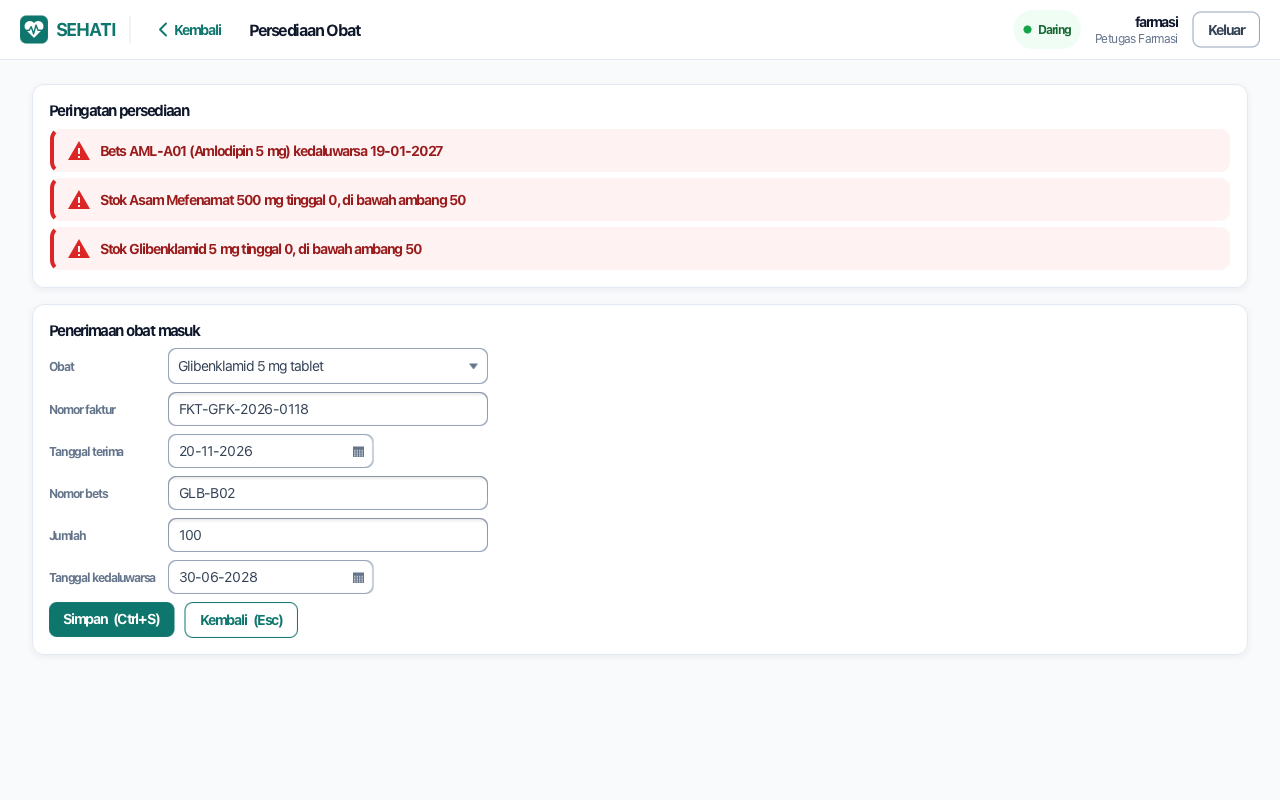 SEHATI
Kembali
Persediaan Obat
Daring
farmasi
Petugas Farmasi
Keluar
Peringatan persediaan
Bets AML-A01 (Amlodipin 5 mg) kedaluwarsa 19-01-2027
Stok Asam Mefenamat 500 mg tinggal 0, di bawah ambang 50
Stok Glibenklamid 5 mg tinggal 0, di bawah ambang 50
Penerimaan obat masuk
Obat
Glibenklamid 5 mg tablet
Nomor faktur
FKT-GFK-2026-0118
Tanggal terima
20-11-2026
Nomor bets
GLB-B02
Jumlah
100
Tanggal kedaluwarsa
30-06-2028
Simpan (Ctrl+S)
Kembali (Esc)